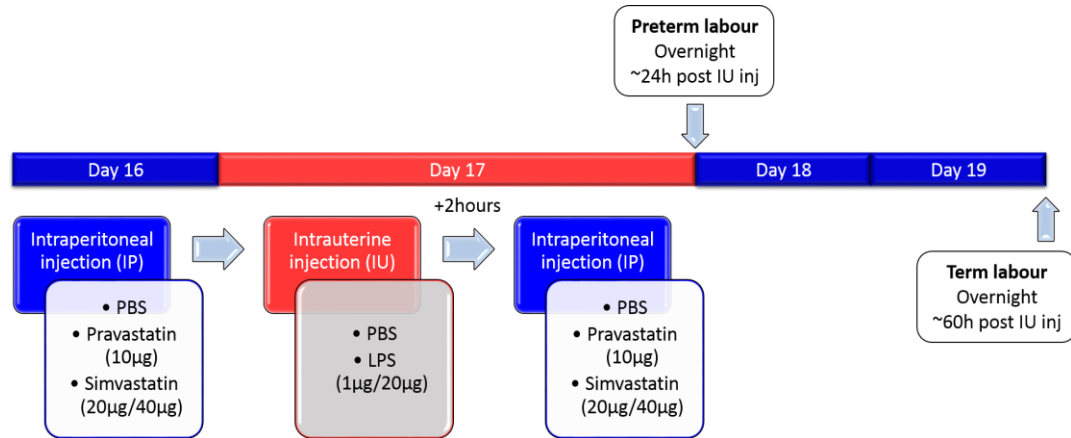 Preterm labour
Overnight
~24h post IU inj
Day 16
Day 17
Day 18
Day 19
+2hours
Intraperitoneal
injection (IP)
• PBS
• Pravastatin
(10µg)
• Simvastatin
(20µg/40µg)
Intrauterine
injection (IU)
• PBS
• LPS
(1µg/20µg)
Intraperitoneal
injection (IP)
• PBS
• Pravastatin
(10µg)
• Simvastatin
(20µg/40µg)
Term labour
Overnight
~60h post IU inj